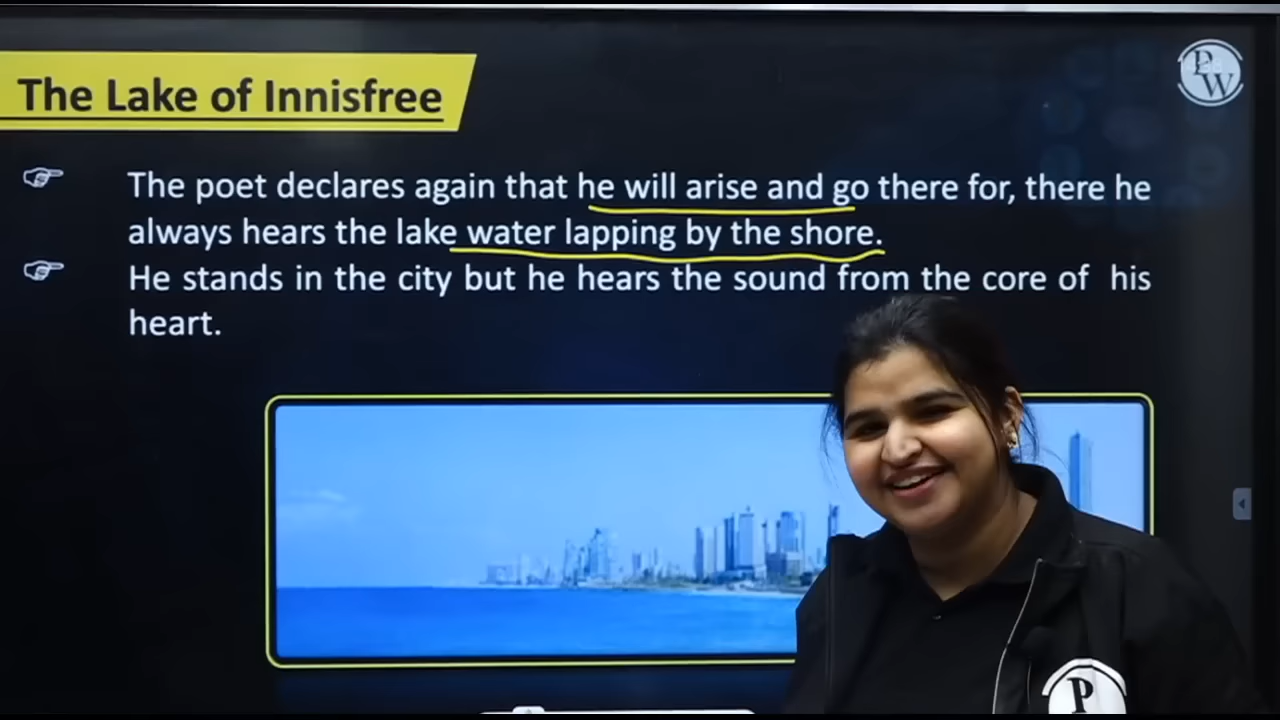 The Lake of Innisfree
PW
The poet declares again that he will arise and go there for, there he
always hears the lake water lapping by the shore.
He stands in the city but he hears the sound from the core of his
heart.
P